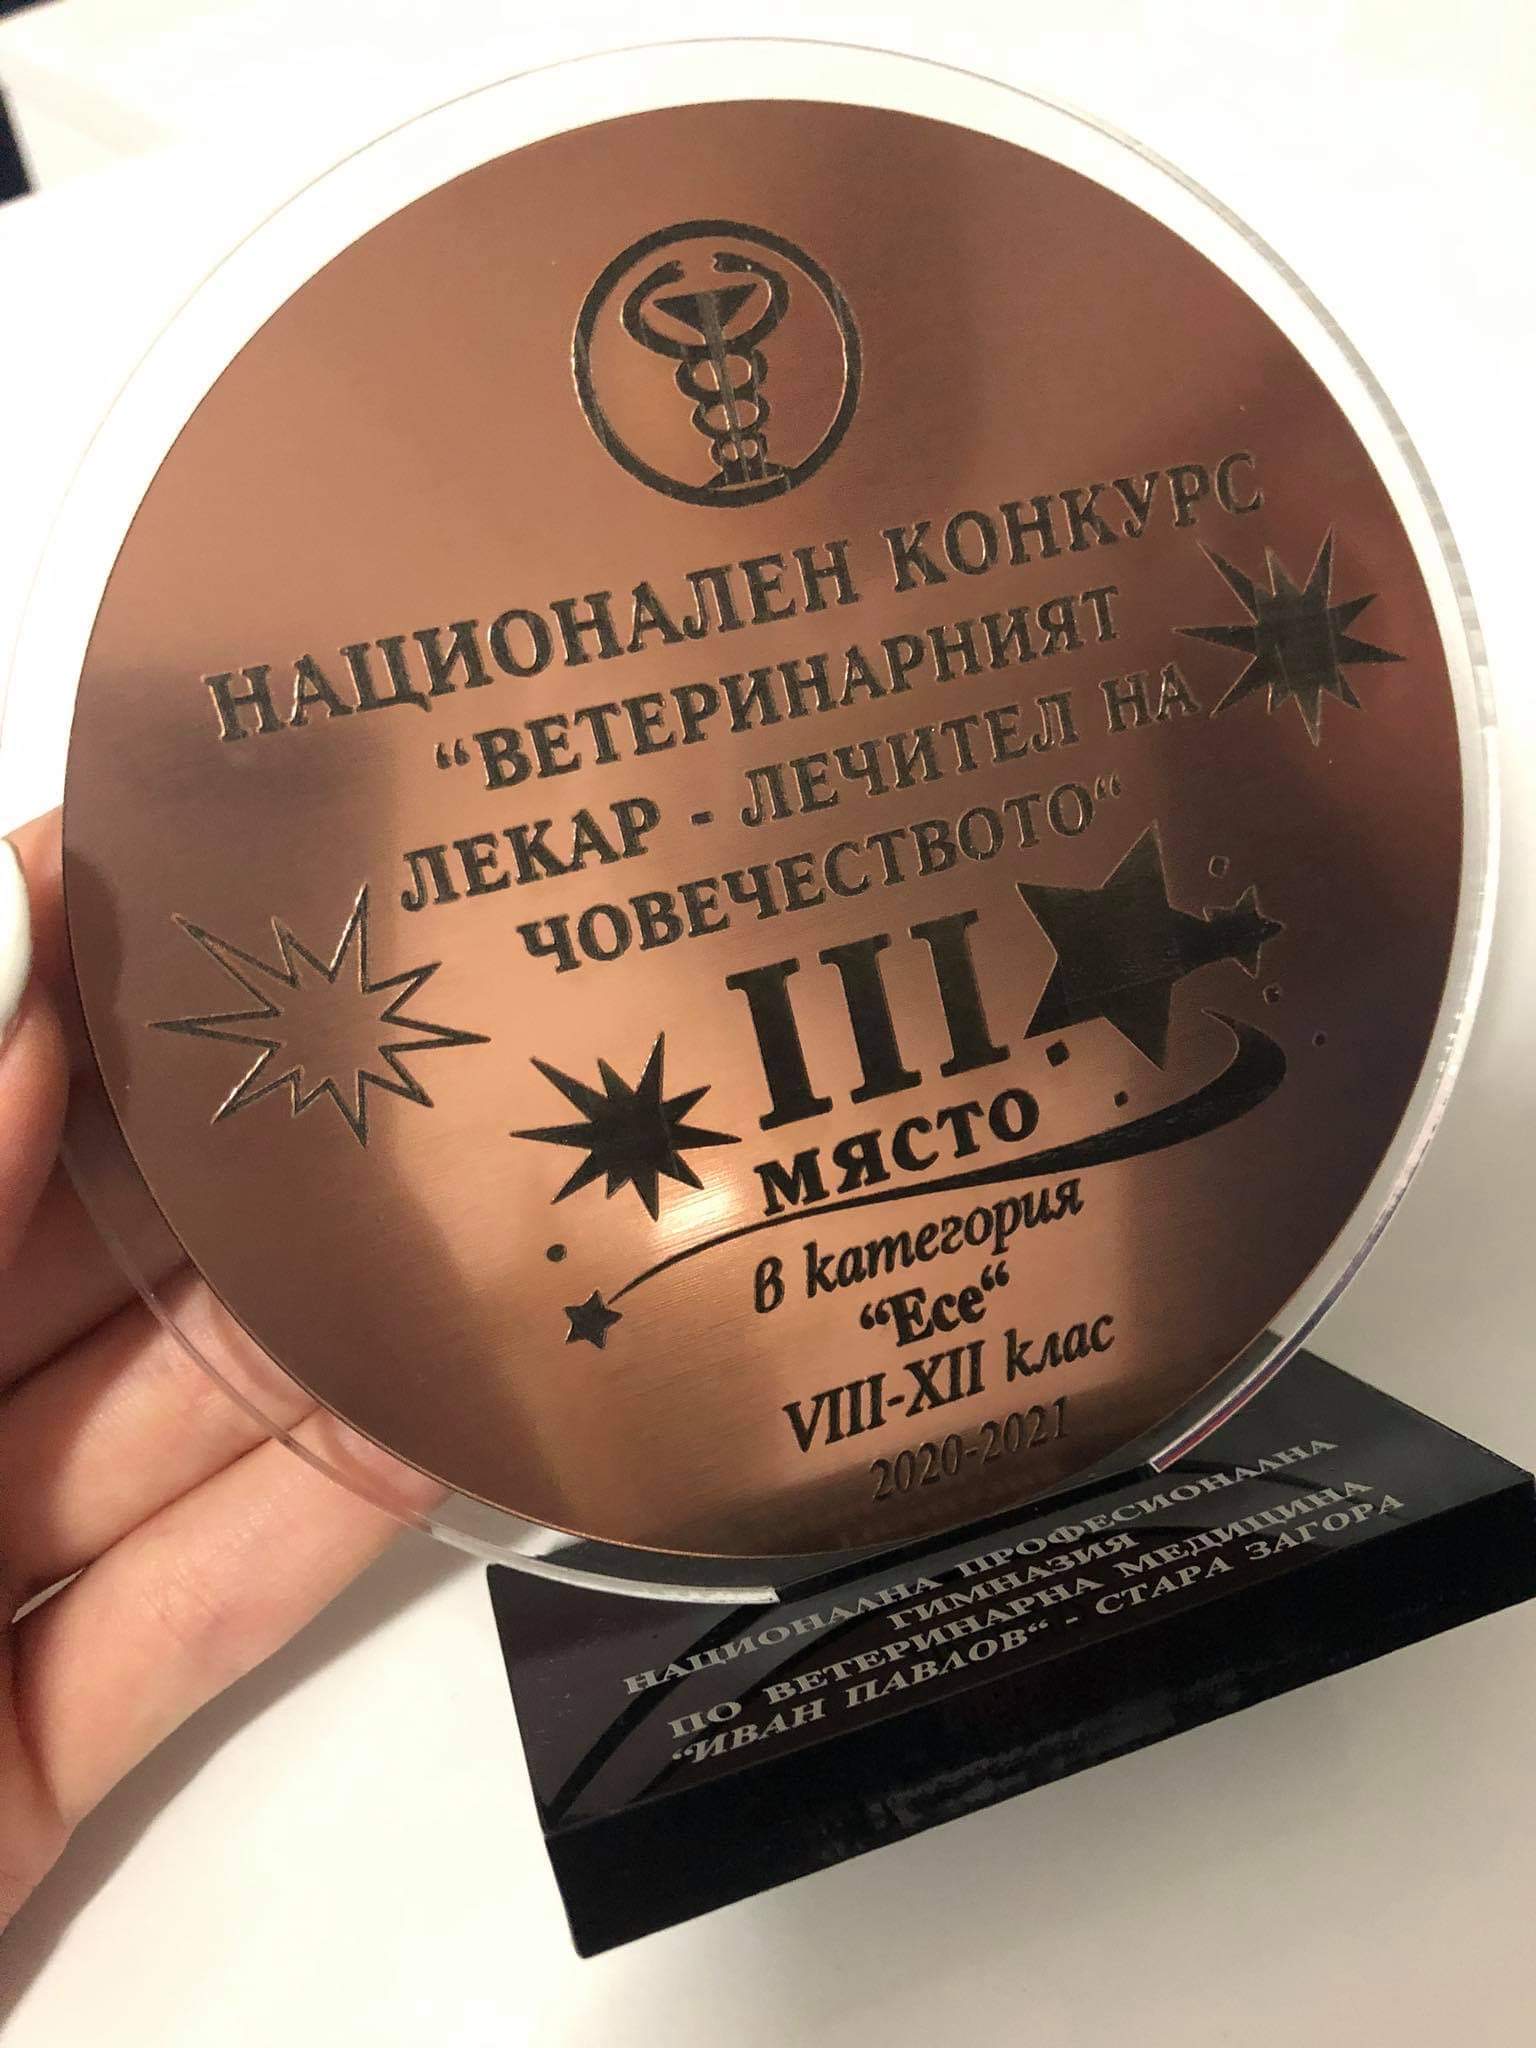 НАЦИОНАЛЕН КОНКУРС
“ВЕТЕРИНАРНИЯТ
ЛЕКАР - ЛЕЧИТЕЛ НА
ЧОВЕЧЕСТВОТО“
III
МЯСТО
в категория
“Есе“
VIII-XII клас
2020-2021
НАЦИОНАЛНА ПРОФЕСИОНАЛНА
ГИМНАЗИЯ
ПО ВЕТЕРИНАРНА МЕДИЦИНА
“ИВАН ПАВЛОВ“ - СТАРА ЗАГОРА